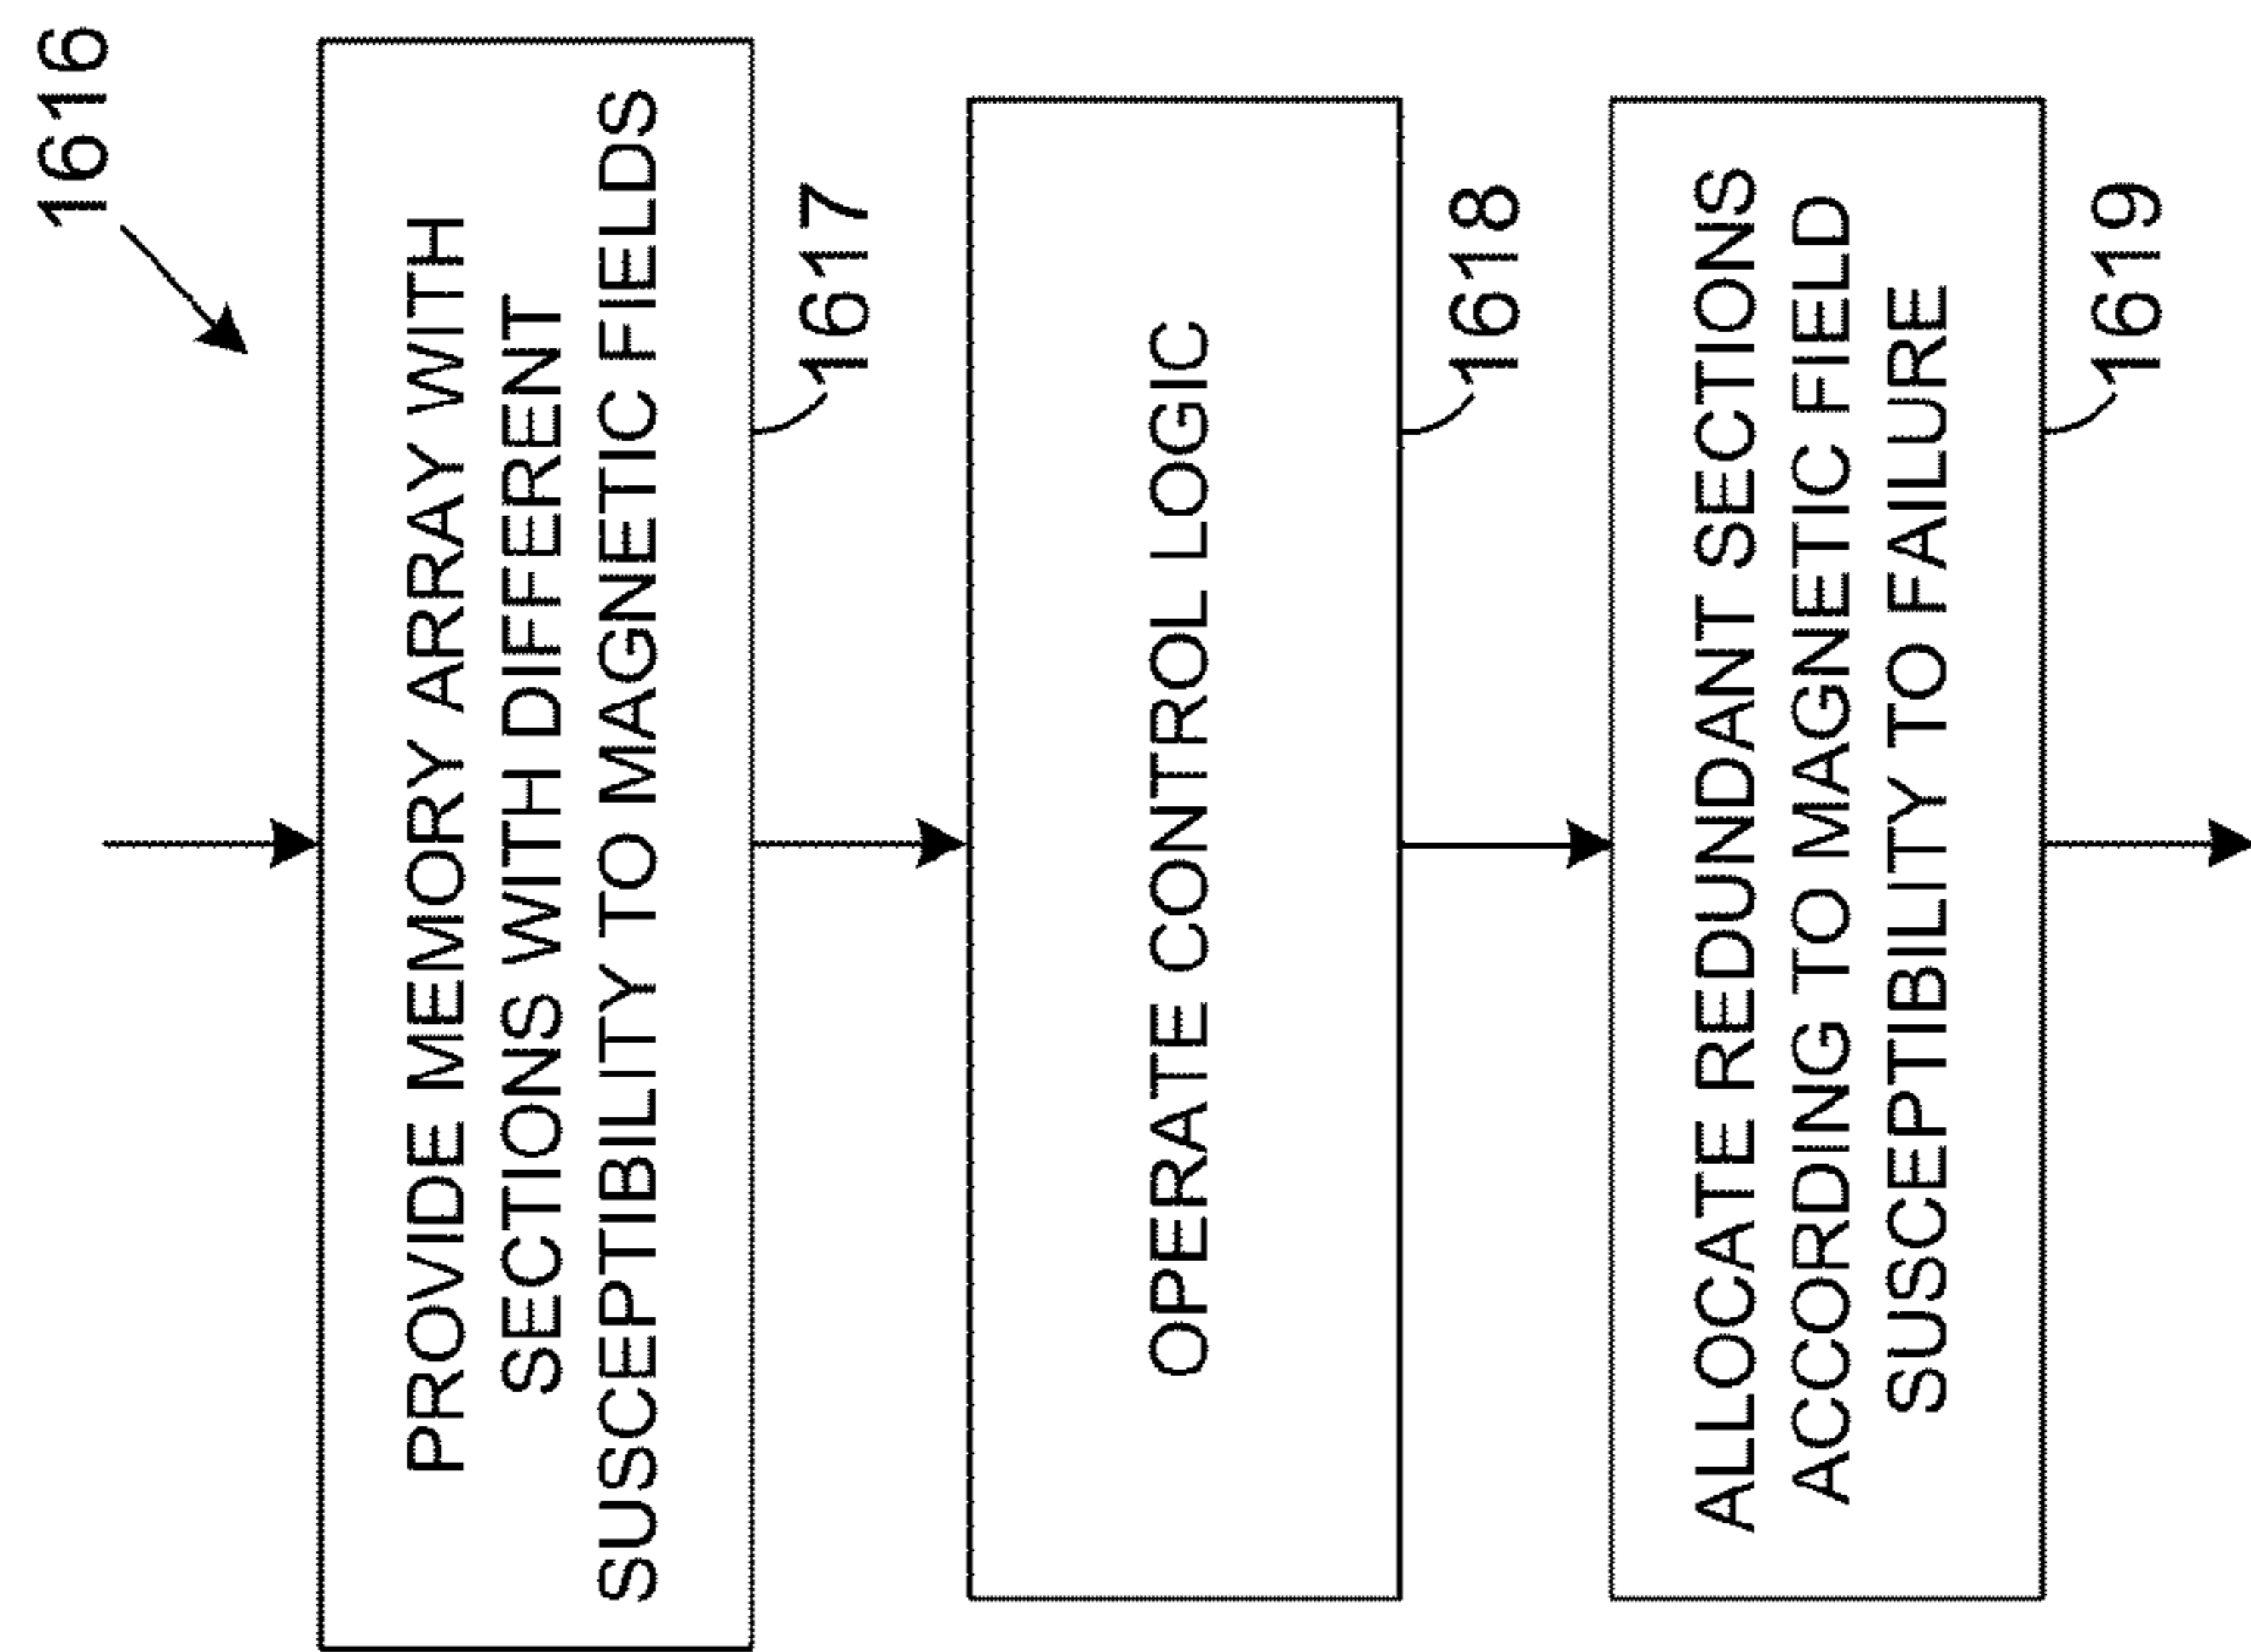 1616
PROVIDE MEMORY ARRAY WITH
SECTIONS WITH DIFFERENT
SUSCEPTIBILITY TO MAGNETIC FIELDS
1617
OPERATE CONTROL LOGIC
1618
ALLOCATE REDUNDANT SECTIONS
ACCORDING TO MAGNETIC FIELD
SUSCEPTIBILITY TO FAILURE
1619